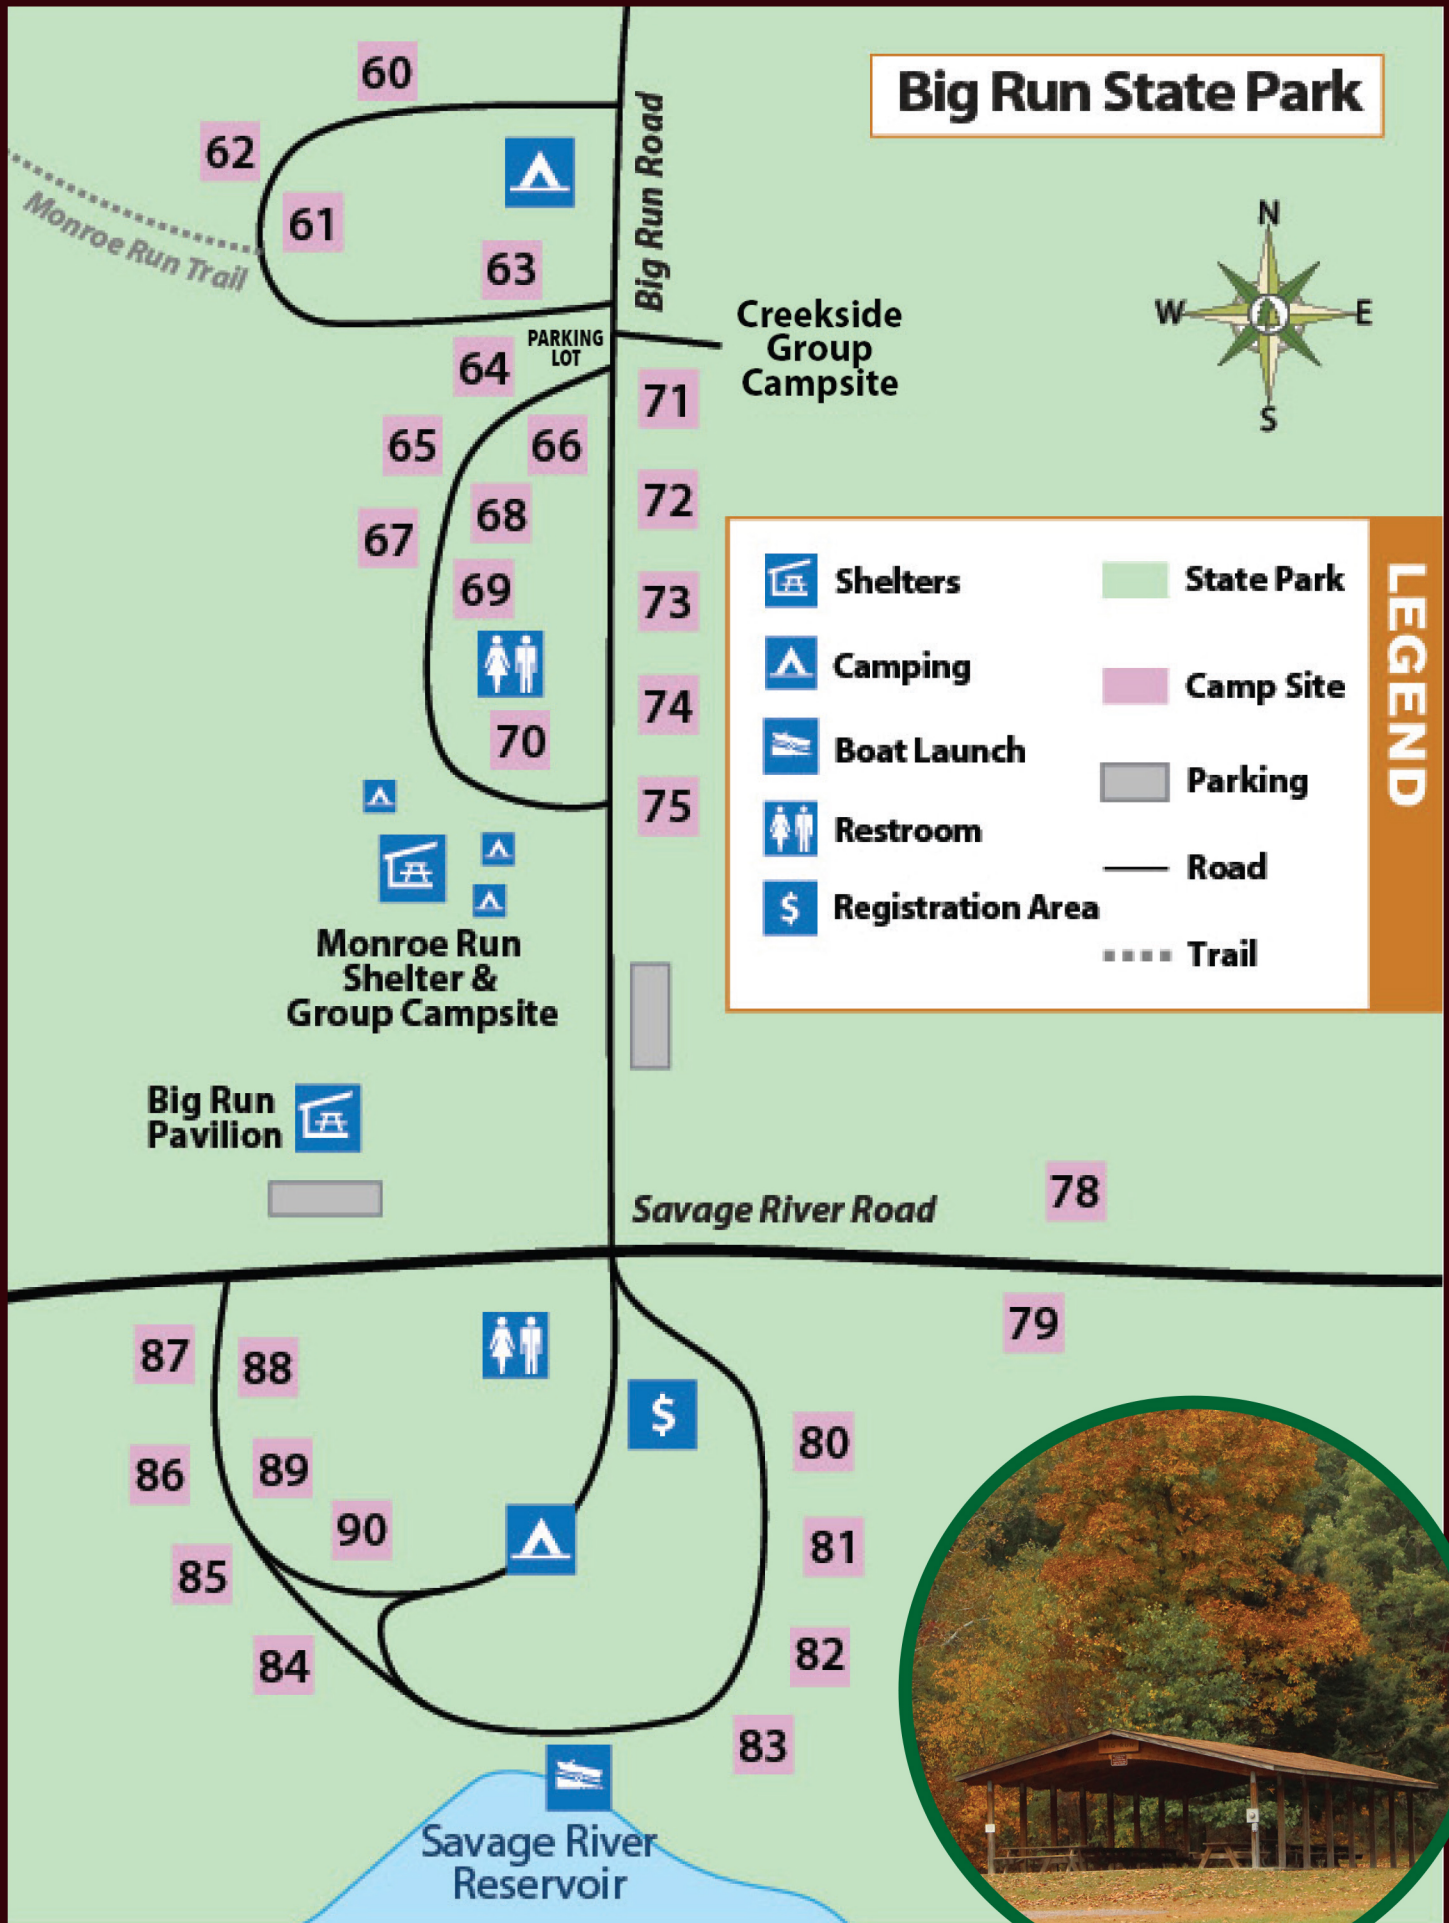 Big Run State Park
60
62
61
63
Big Run Road
Monroe Run Trail
N
W
E
S
Creekside
Group
Campsite
PARKING
LOT
64
65
66
67
68
69
70
71
72
73
74
75
LEGEND
Shelters
Camping
Boat Launch
Restroom
$ Registration Area
State Park
Camp Site
Parking
Road
Trail
Monroe Run
Shelter &
Group Campsite
Big Run
Pavilion
Savage River Road
78
79
87
88
86
89
90
85
84
$
80
81
82
83
Savage River
Reservoir